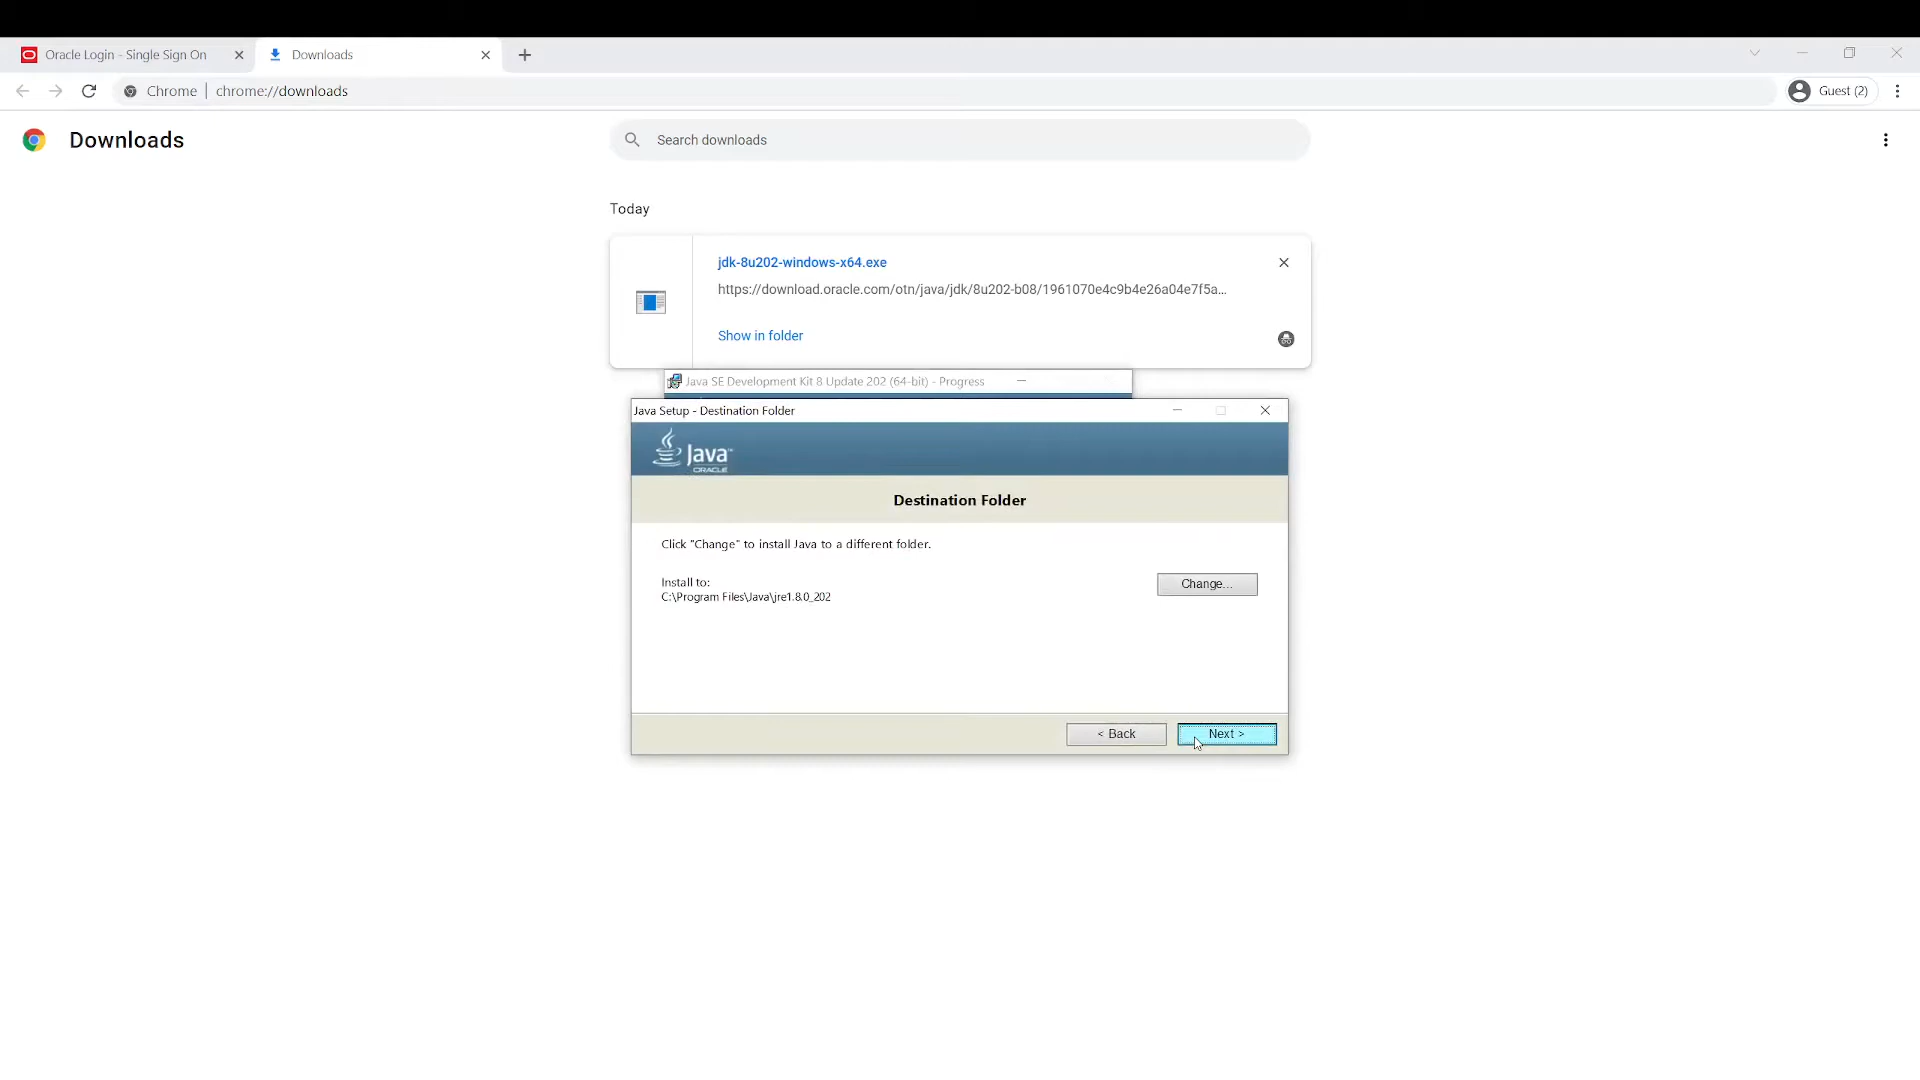 Oracle Login - Single Sign On
Downloads
Chrome | chrome://downloads
Guest (2)
Downloads
Search downloads
Today
jdk-8u202-windows-x64.exe
https://download.oracle.com/otn/java/jdk/8u202-b08/1961070e4c9b4e26a04e7f5a...
Show in folder
Java SE Development Kit 8 Update 202 (64-bit) - Progress
Java Setup - Destination Folder
Java™
ORACLE
Destination Folder
Click "Change" to install Java to a different folder.
Install to:
Change...
C:\Program Files\Java\jre1.8.0_202
< Back
Next >